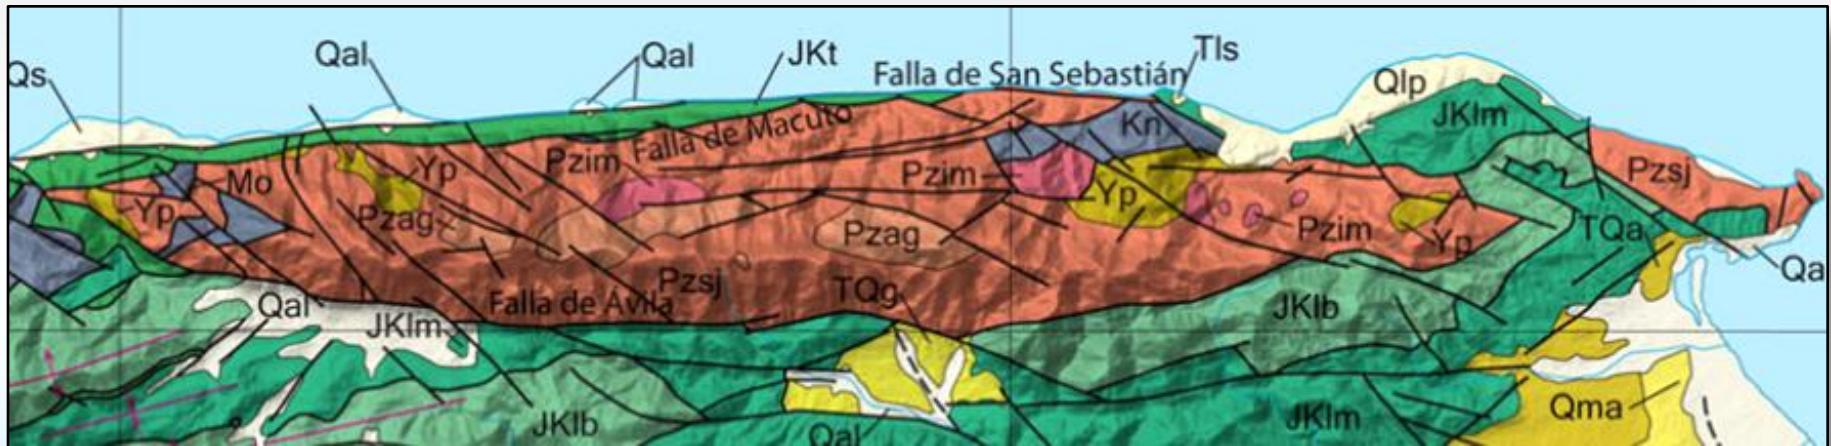 Qs
Qal
Qal
JKt
Falla de San Sebastián
Tls
Qlp
JKlm
Kn
Falla de Macuto
Mo
Yp
Pzim
Pzim
Yp
Pzsj
Yp
Pzag
Pzag
Pzim
Yp
TQa
Qa
Qal
JKlm
Falla de Ávila
Pzsj
TQg
JKlb
JKlb
Qal
JKlm
Qma